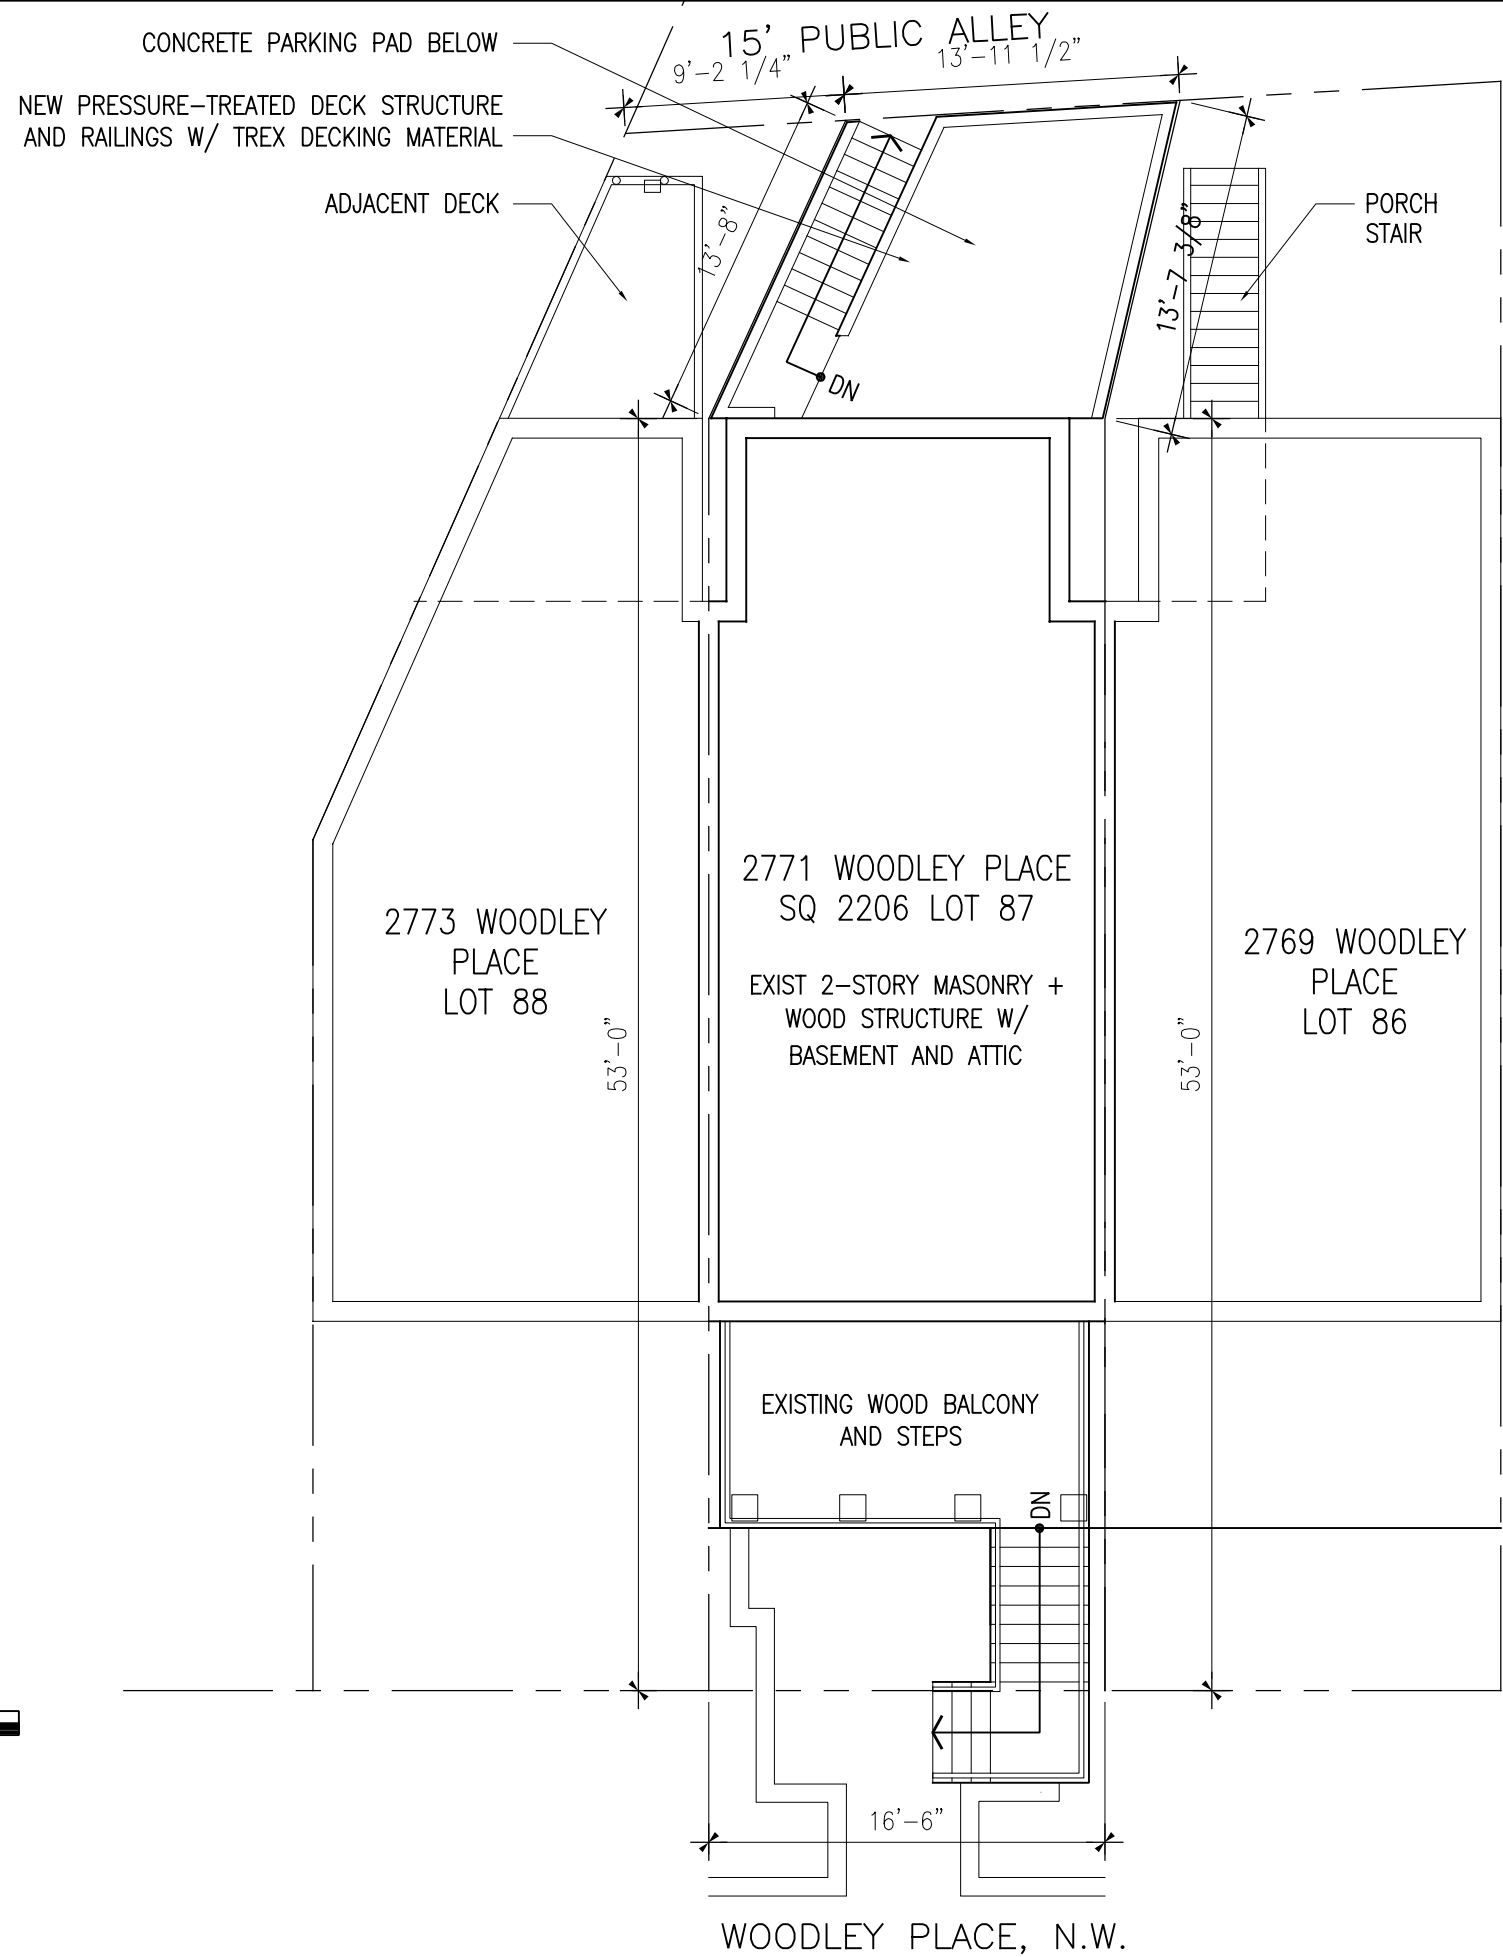 15' PUBLIC ALLEY
CONCRETE PARKING PAD BELOW
9'-2 1/4"
13'-11 1/2"
NEW PRESSURE-TREATED DECK STRUCTURE
AND RAILINGS W/ TREX DECKING MATERIAL
ADJACENT DECK
PORCH
STAIR
13'-8"
13'-7 3/8"
DN
2771 WOODLEY PLACE
SQ 2206 LOT 87
2773 WOODLEY
PLACE
LOT 88
2769 WOODLEY
PLACE
LOT 86
EXIST 2-STORY MASONRY +
WOOD STRUCTURE W/
BASEMENT AND ATTIC
53'-0"
53'-0"
EXISTING WOOD BALCONY
AND STEPS
DN
16'-6"
WOODLEY PLACE, N.W.